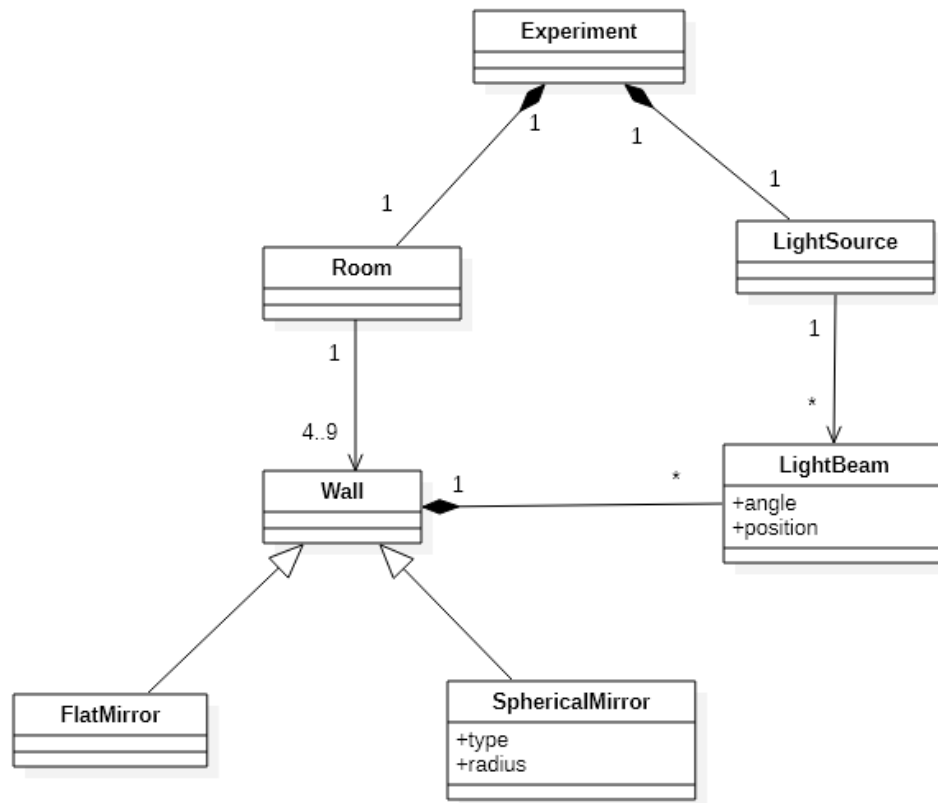 Experiment
1
1
1
1
Room
LightSource
1
1
4..9
*
Wall
1
*
LightBeam
+angle
+position
FlatMirror
SphericalMirror
+type
+radius